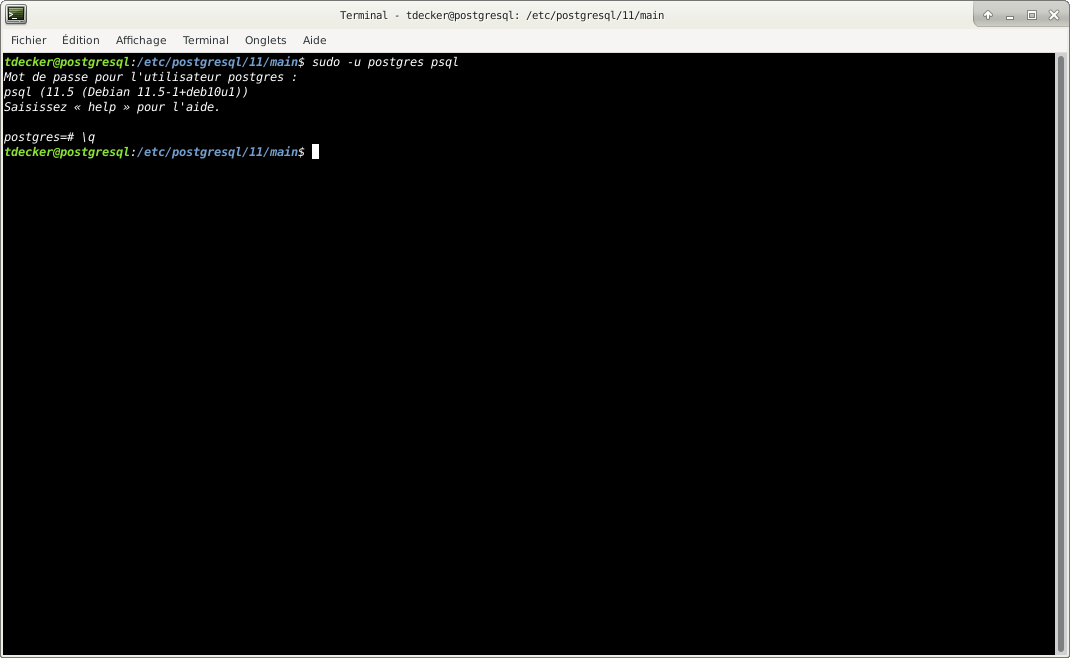 Terminal - tdecker@postgresql: /etc/postgresql/11/main
Fichier Édition Affichage Terminal Onglets Aide
tdecker@postgresql:/etc/postgresql/11/main$ sudo -u postgres psql
Mot de passe pour l'utilisateur postgres :
psql (11.5 (Debian 11.5-1+deb10u1))
Saisissez « help » pour l'aide.
postgres=# \q
tdecker@postgresql:/etc/postgresql/11/main$